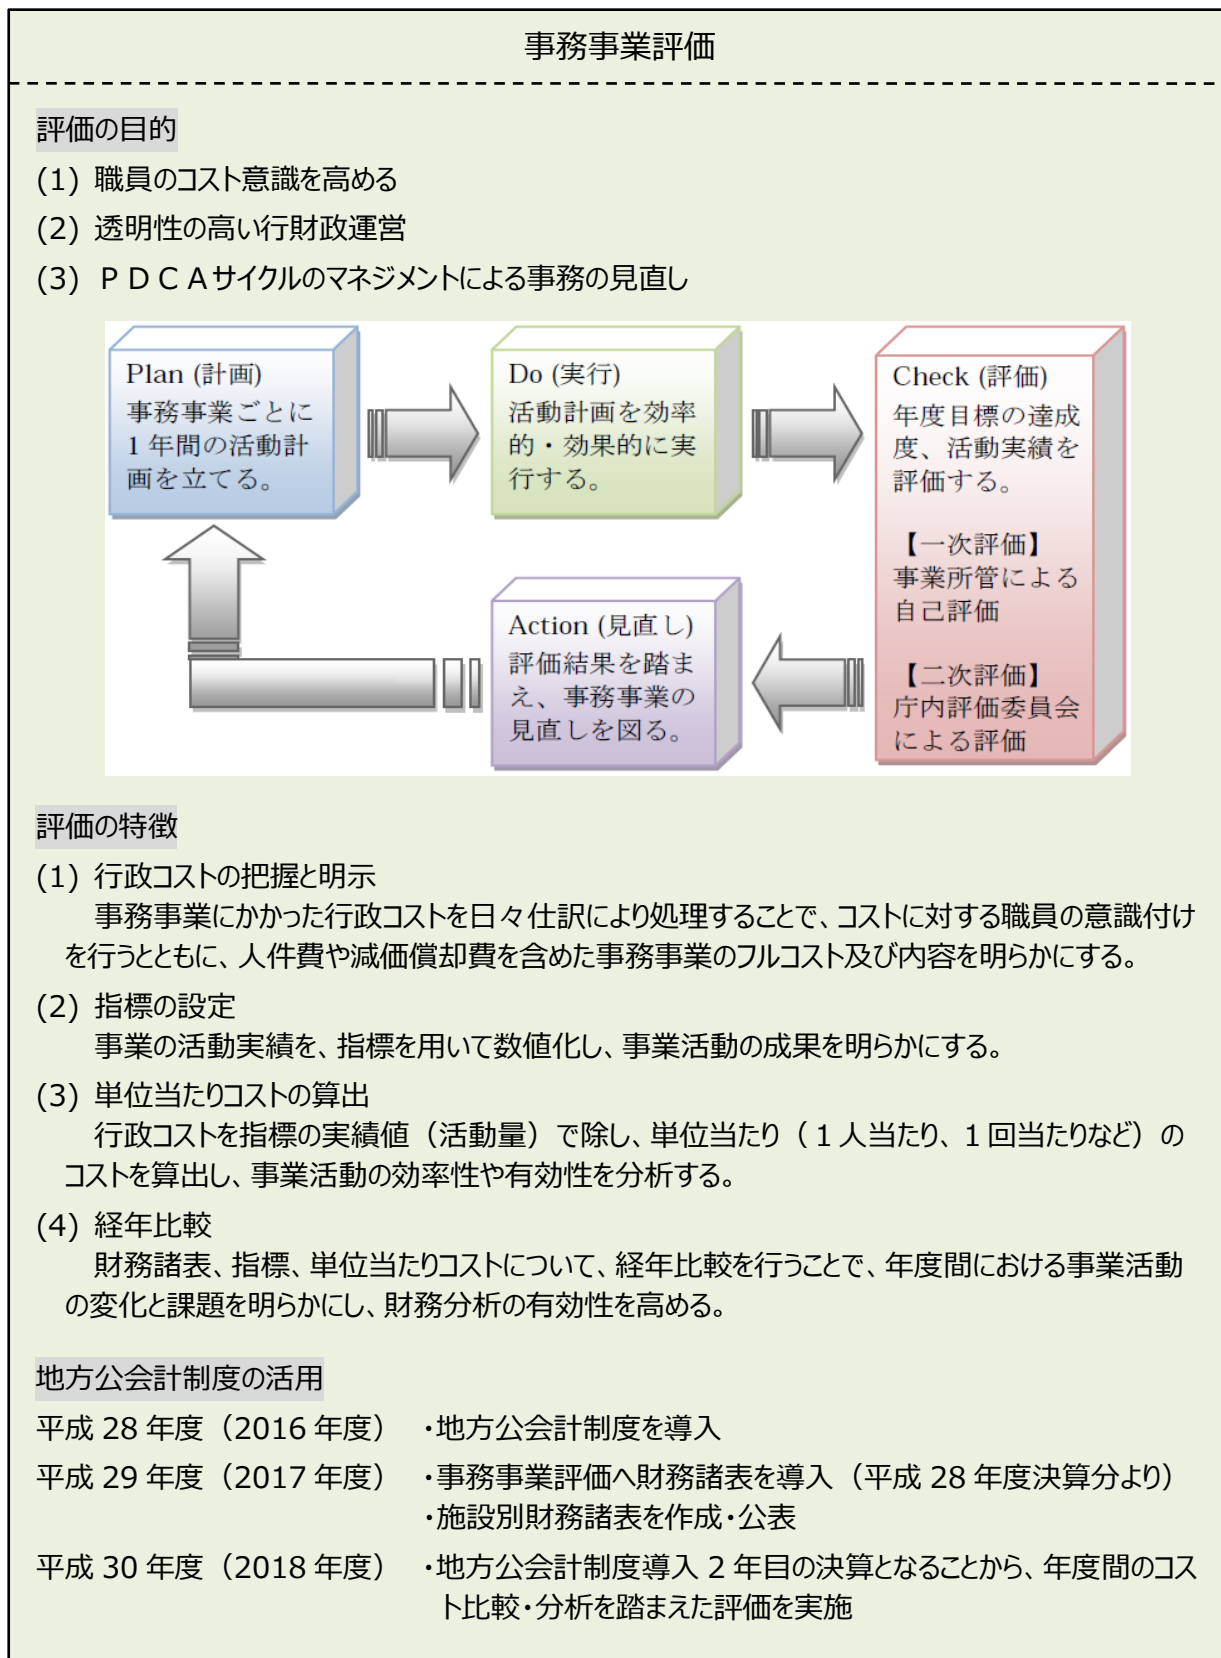 事務事業評価
評価の目的
(1) 職員のコスト意識を高める
(2) 透明性の高い行財政運営
(3) ＰＤＣＡサイクルのマネジメントによる事務の見直し
Plan (計画)
事務事業ごとに
1 年間の活動計
画を立てる。
Do (実行)
活動計画を効率
的・効果的に実
行する。
Check (評価)
年度目標の達成
度、活動実績を
評価する。
【一次評価】
事業所管による
自己評価
【二次評価】
庁内評価委員会
による評価
Action (見直し)
評価結果を踏ま
え、事務事業の
見直しを図る。
評価の特徴
(1) 行政コストの把握と明示
事務事業にかかった行政コストを日々仕訳により処理することで、コストに対する職員の意識付け
を行うとともに、人件費や減価償却費を含めた事務事業のフルコスト及び内容を明らかにする。
(2) 指標の設定
事業の活動実績を、指標を用いて数値化し、事業活動の成果を明らかにする。
(3) 単位当たりコストの算出
行政コストを指標の実績値（活動量）で除し、単位当たり（１人当たり、１回当たりなど）の
コストを算出し、事業活動の効率性や有効性を分析する。
(4) 経年比較
財務諸表、指標、単位当たりコストについて、経年比較を行うことで、年度間における事業活動
の変化と課題を明らかにし、財務分析の有効性を高める。
地方公会計制度の活用
平成 28 年度（2016 年度） ・地方公会計制度を導入
平成 29 年度（2017 年度） ・事務事業評価へ財務諸表を導入（平成 28 年度決算分より）
・施設別財務諸表を作成・公表
平成 30 年度（2018 年度） ・地方公会計制度導入 2 年目の決算となることから、年度間のコス
ト比較・分析を踏まえた評価を実施